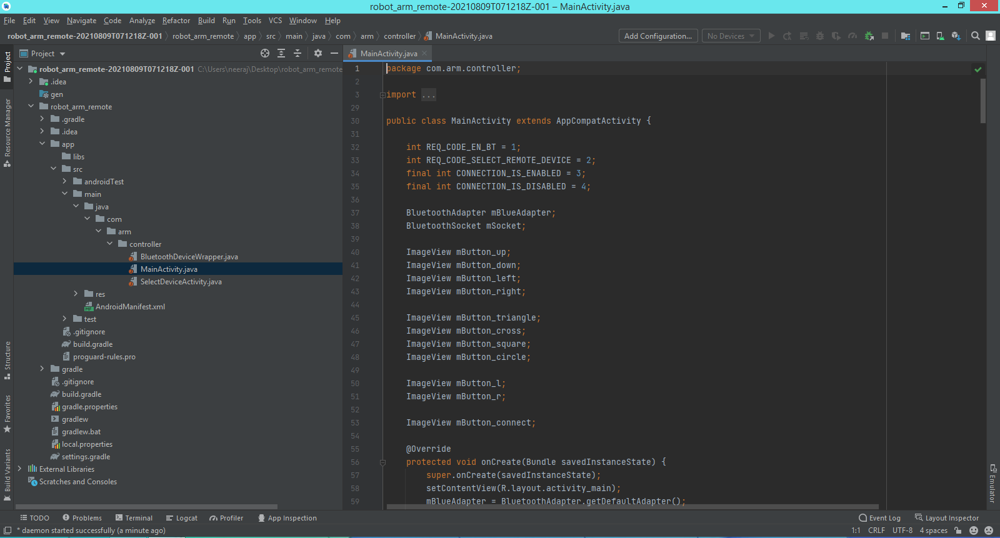 robot_arm_remote-20210809T071218Z-001 – MainActivity.java
File Edit View Navigate Code Analyze Refactor Build Run Tools VCS Window Help
robot_arm_remote-20210809T071218Z-001 robot_arm_remote app src main java com arm controller MainActivity.java Add Configuration... No Devices
Project
Resource Manager
Structure
Favorites
Build Variants
Project
robot_arm_remote-20210809T071218Z-001 C:\Users\neeraj\Desktop\robot_arm_remote
.idea
gen
robot_arm_remote
.gradle
.idea
app
libs
src
androidTest
main
java
com
arm
controller
BluetoothDeviceWrapper.java
MainActivity.java
SelectDeviceActivity.java
res
AndroidManifest.xml
test
.gitignore
build.gradle
proguard-rules.pro
gradle
.gitignore
build.gradle
gradle.properties
gradlew
gradlew.bat
local.properties
settings.gradle
External Libraries
Scratches and Consoles
MainActivity.java
1 package com.arm.controller;
2
3 import ...
29
30 public class MainActivity extends AppCompatActivity {
31
32 int REQ_CODE_EN_BT = 1;
33 int REQ_CODE_SELECT_REMOTE_DEVICE = 2;
34 final int CONNECTION_IS_ENABLED = 3;
35 final int CONNECTION_IS_DISABLED = 4;
36
37 BluetoothAdapter mBlueAdapter;
38 BluetoothSocket mSocket;
39
40 ImageView mButton_up;
41 ImageView mButton_down;
42 ImageView mButton_left;
43 ImageView mButton_right;
44
45 ImageView mButton_triangle;
46 ImageView mButton_cross;
47 ImageView mButton_square;
48 ImageView mButton_circle;
49
50 ImageView mButton_l;
51 ImageView mButton_r;
52
53 ImageView mButton_connect;
54
55 @Override
56 protected void onCreate(Bundle savedInstanceState) {
57 super.onCreate(savedInstanceState);
58 setContentView(R.layout.activity_main);
59 mBlueAdapter = BluetoothAdapter.getDefaultAdapter();
Emulator
TODO Problems Terminal Logcat Profiler App Inspection Event Log Layout Inspector
* daemon started successfully (a minute ago) 1:1 CRLF UTF-8 4 spaces